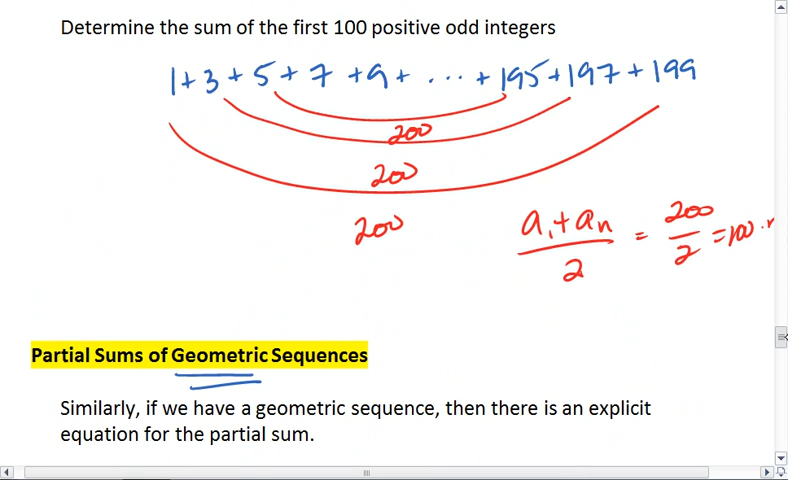 Determine the sum of the first 100 positive odd integers
1 + 3 + 5 + 7 + 9 + ... + 195 + 197 + 199
200
200
200
a₁ + aₙ / 2 = 200 / 2 = 100 ·
Partial Sums of Geometric Sequences
Similarly, if we have a geometric sequence, then there is an explicit
equation for the partial sum.